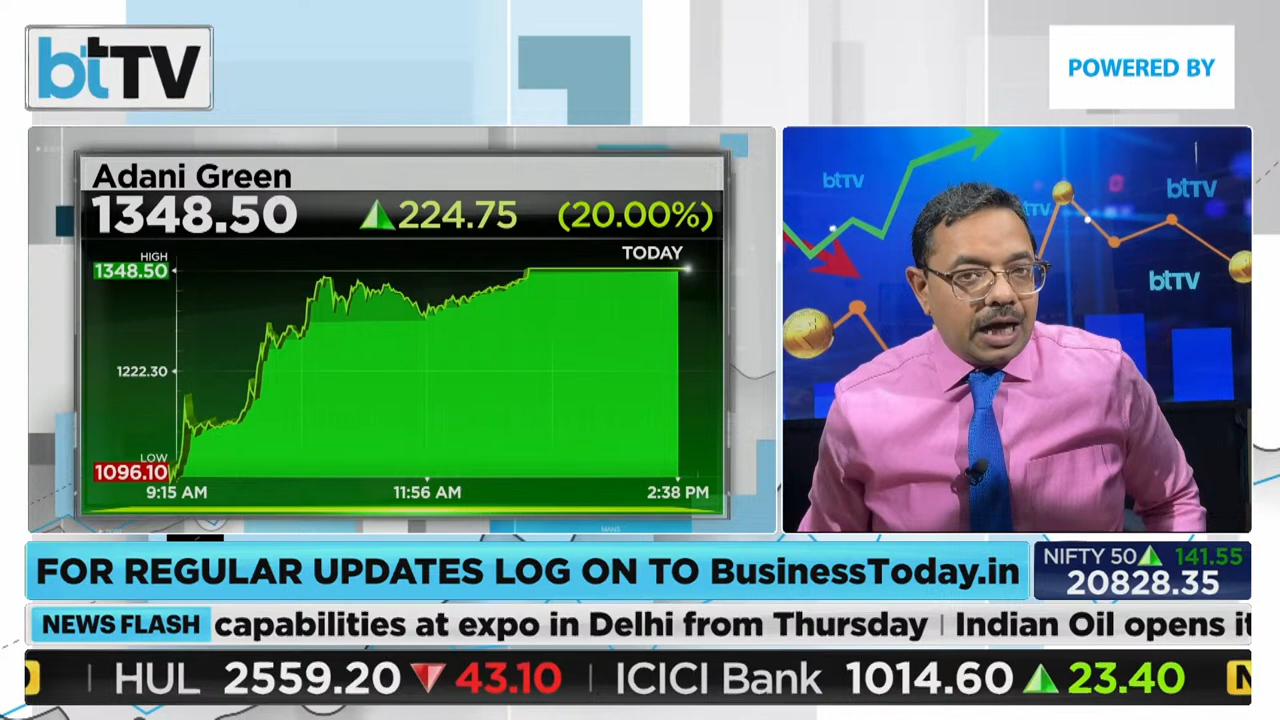 btTV
POWERED BY
Adani Green
1348.50 224.75 (20.00%)
TODAY
HIGH
1348.50
1222.30
LOW
1096.10
9:15 AM 11:56 AM 2:38 PM
btTV
btTV
btTV
btTV
MANS
FOR REGULAR UPDATES LOG ON TO BusinessToday.in
NIFTY 50 141.55
20828.35
NEWS FLASH capabilities at expo in Delhi from Thursday | Indian Oil opens it
HUL 2559.20 43.10 | ICICI Bank 1014.60 23.40